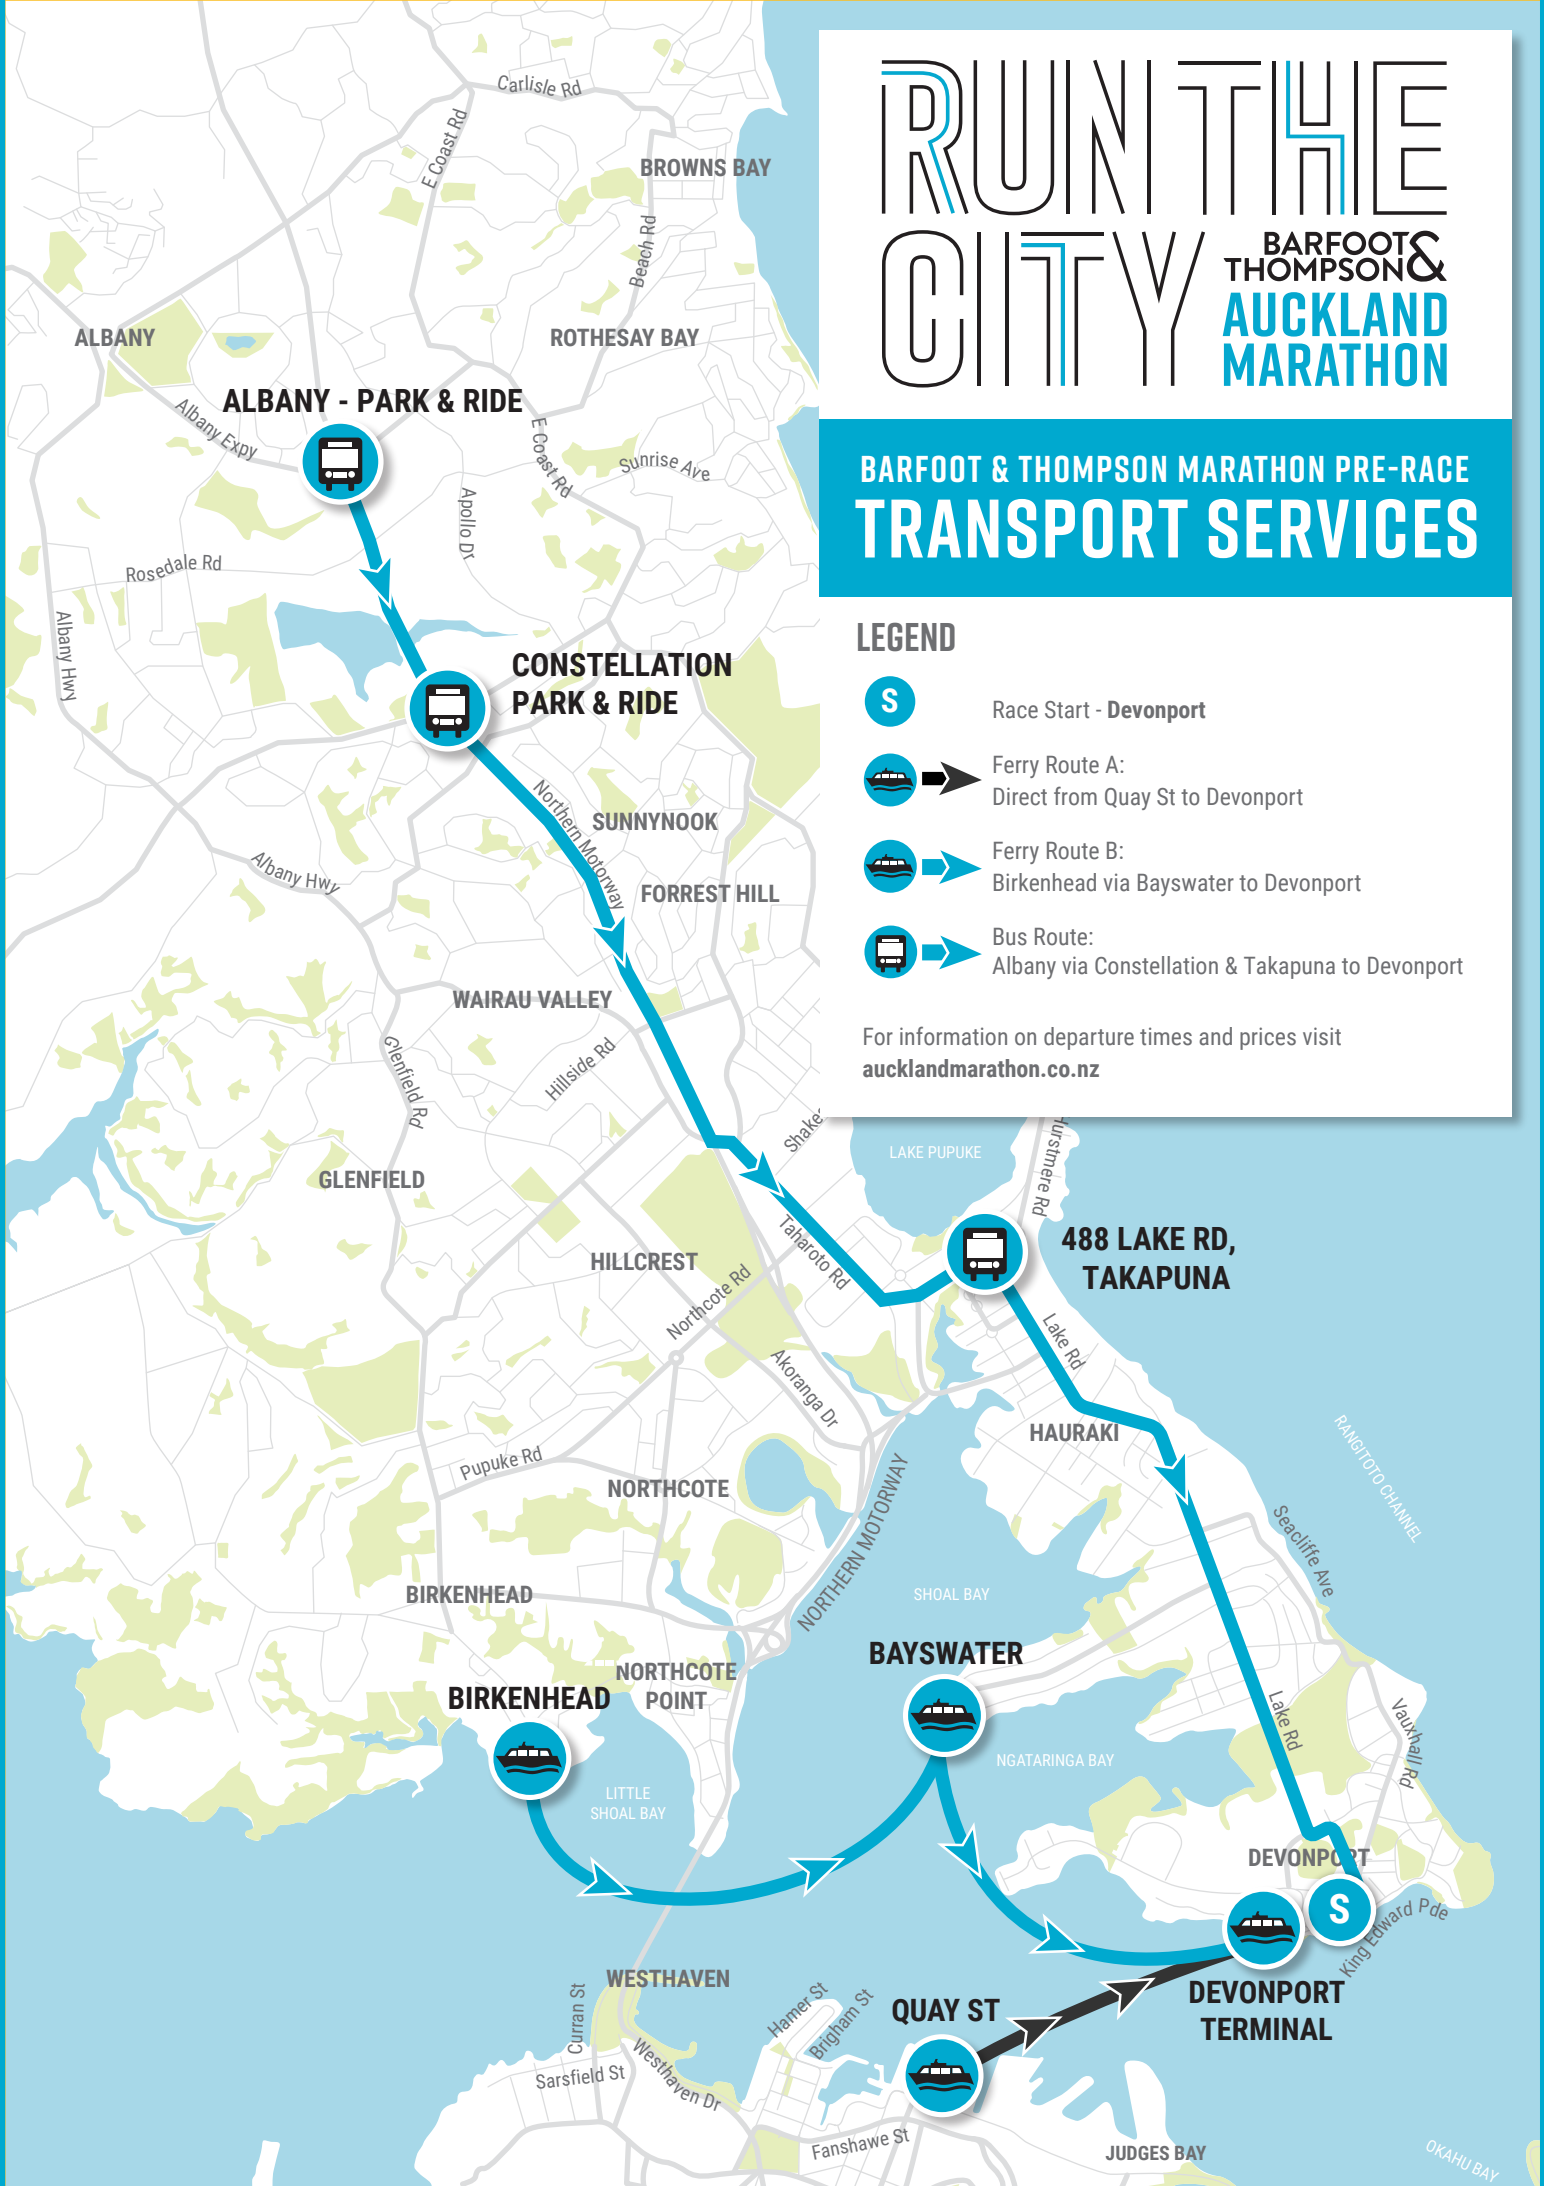 RUN THE
CITY
BARFOOT &
THOMPSON
AUCKLAND
MARATHON
BARFOOT & THOMPSON MARATHON PRE-RACE
TRANSPORT SERVICES
LEGEND
S
Race Start - Devonport
Ferry Route A:
Direct from Quay St to Devonport
Ferry Route B:
Birkenhead via Bayswater to Devonport
Bus Route:
Albany via Constellation & Takapuna to Devonport
For information on departure times and prices visit
aucklandmarathon.co.nz
Carlisle Rd
E Coast Rd
BROWNS BAY
Beach Rd
ALBANY
ROTHESAY BAY
ALBANY - PARK & RIDE
Albany Expy
E Coast Rd
Sunrise Ave
Apollo Dr
Rosedale Rd
Albany Hwy
CONSTELLATION
PARK & RIDE
Northern Motorway
SUNNYNOOK
Albany Hwy
FORREST HILL
WAIRAU VALLEY
Glenfield Rd
Hillside Rd
Shake
LAKE PUPUKE
Hurstmere Rd
GLENFIELD
Taharoto Rd
488 LAKE RD,
TAKAPUNA
HILLCREST
Northcote Rd
Lake Rd
Akoranga Dr
HAURAKI
RANGITOTO CHANNEL
Pupuke Rd
NORTHCOTE
NORTHERN MOTORWAY
Seacliffe Ave
BIRKENHEAD
SHOAL BAY
BAYSWATER
NORTHCOTE
POINT
BIRKENHEAD
Lake Rd
Vauxhall Rd
NGATARINGA BAY
LITTLE
SHOAL BAY
DEVONPORT
S
King Edward Pde
WESTHAVEN
DEVONPORT
TERMINAL
QUAY ST
Curran St
Hamer St
Brigham St
Sarsfield St
Westhaven Dr
Fanshawe St
JUDGES BAY
OKAHU BAY